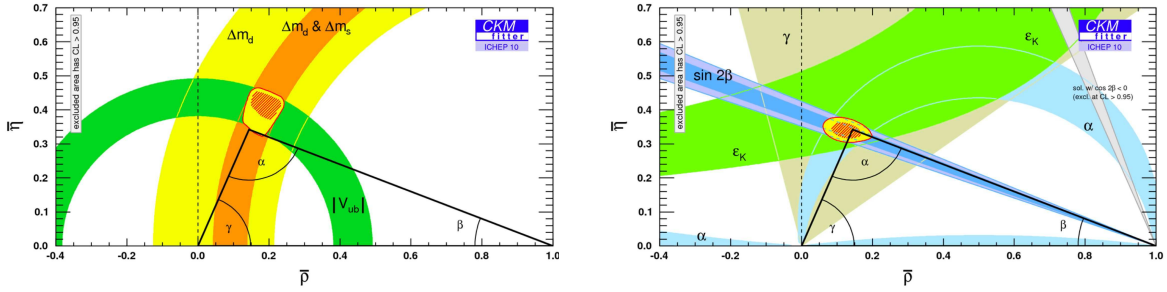 0.7
0.6
0.5
0.4
0.3
0.2
0.1
0.0
-0.4
-0.2
0.0
0.2
0.4
0.6
0.8
1.0
η̅
ρ̅
excluded area has CL > 0.95
Δm_d
Δm_d & Δm_s
CKM
fitter
ICHEP 10
|V_ub|
α
γ
β
0.7
0.6
0.5
0.4
0.3
0.2
0.1
0.0
-0.4
-0.2
0.0
0.2
0.4
0.6
0.8
1.0
η̅
ρ̅
excluded area has CL > 0.95
γ
ε_K
CKM
fitter
ICHEP 10
sin 2β
sol. w/ cos 2β < 0
(excl. at CL > 0.95)
α
ε_K
α
α
γ
β